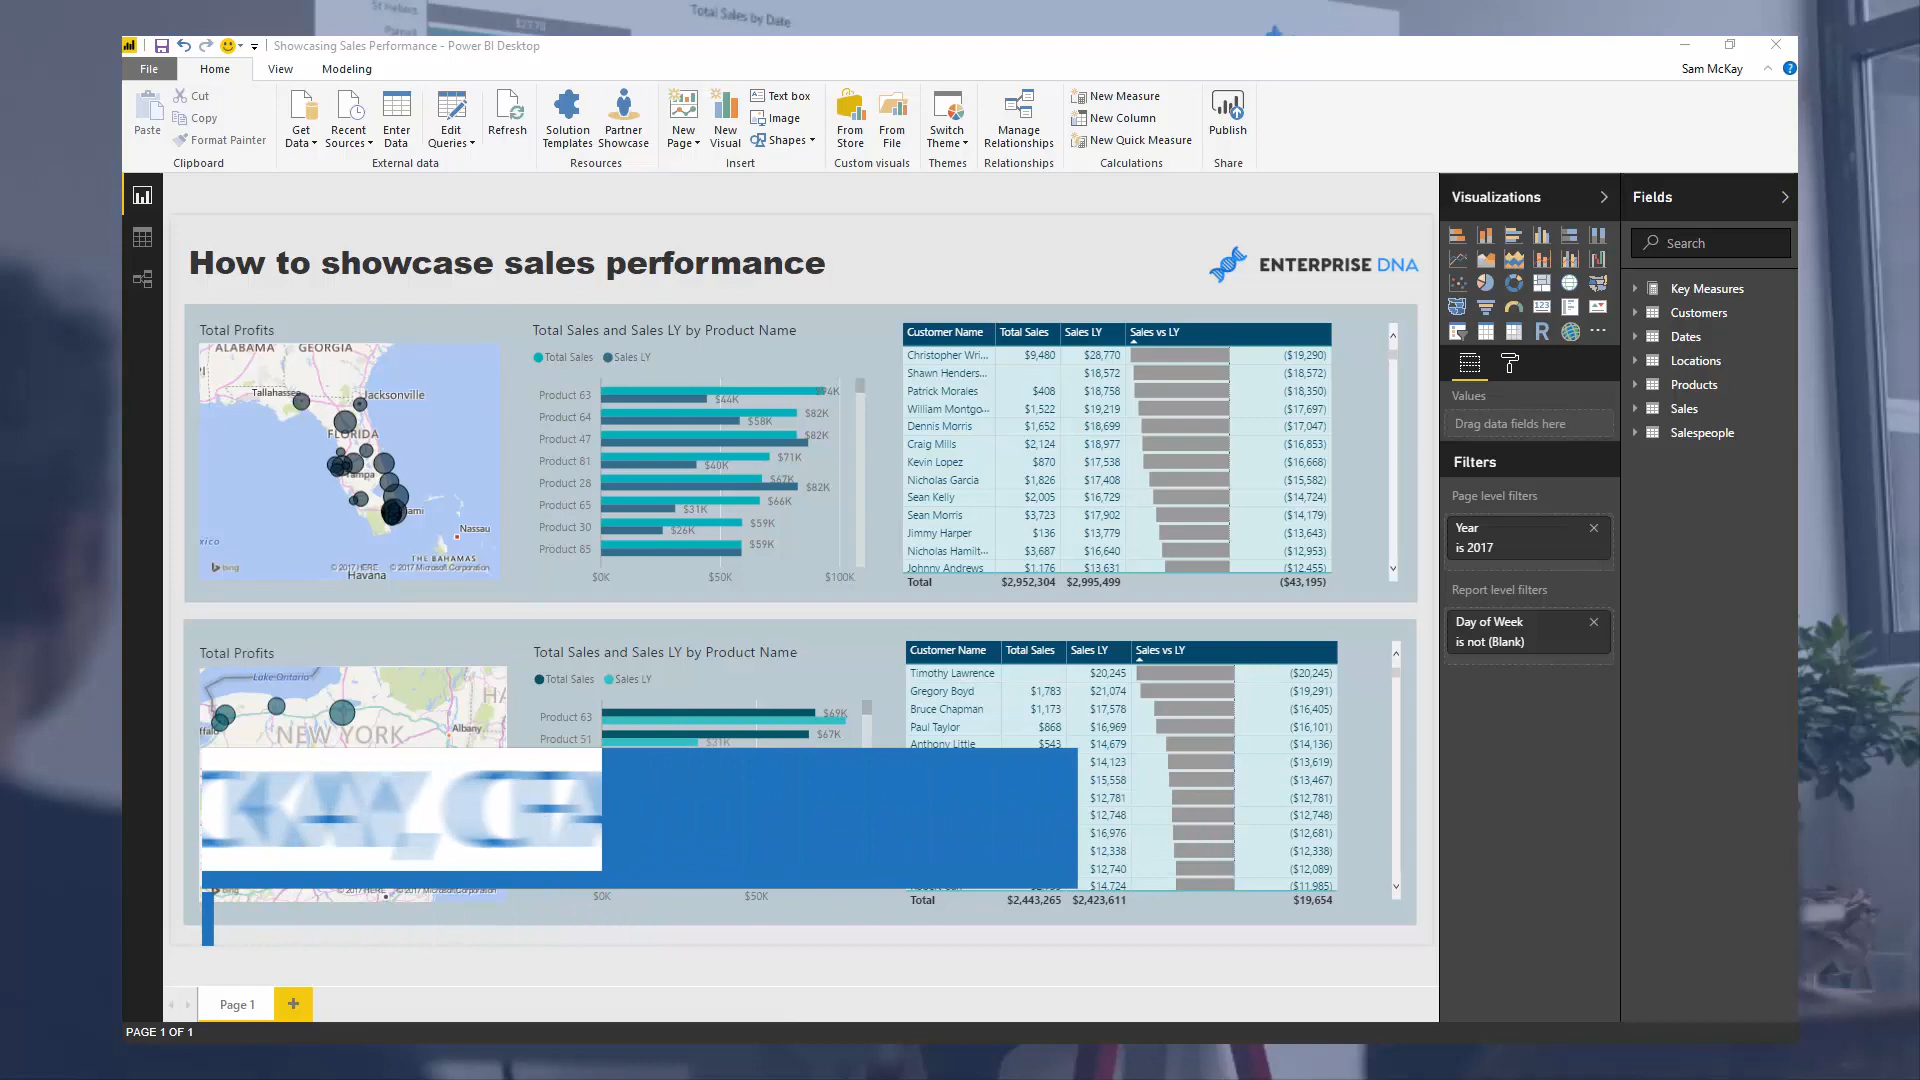 Total Sales by Date
Showcasing Sales Performance - Power BI Desktop
File Home View Modeling
Sam McKay
Paste
Cut
Copy
Format Painter
Clipboard
Get Data
Recent Sources
Enter Data
Edit Queries
Refresh
External data
Solution Templates
Partner Showcase
Resources
New Page
New Visual
Text box
Image
Shapes
Insert
From Store
From File
Custom visuals
Switch Theme
Themes
Manage Relationships
Relationships
New Measure
New Column
New Quick Measure
Calculations
Publish
Share
How to showcase sales performance
ENTERPRISE DNA
Total Profits
ALABAMA GEORGIA
Tallahassee
Jacksonville
FLORIDA
Nassau
THE BAHAMAS
bing
© 2017 HERE © 2017 Microsoft Corporation
Havana
Total Sales and Sales LY by Product Name
Total Sales Sales LY
Product 63 $94K $44K
Product 64 $82K $58K
Product 47 $82K
Product 81 $71K $40K
Product 28 $67K $82K
Product 65 $66K $31K
Product 30 $59K $26K
Product 85 $59K
$0K $50K $100K
Customer Name Total Sales Sales LY Sales vs LY
Christopher Wri... $9,480 $28,770 ($19,290)
Shawn Henders... $18,572 ($18,572)
Patrick Morales $408 $18,758 ($18,350)
William Montgo... $1,522 $19,219 ($17,697)
Dennis Morris $1,652 $18,699 ($17,047)
Craig Mills $2,124 $18,977 ($16,853)
Kevin Lopez $870 $17,538 ($16,668)
Nicholas Garcia $1,826 $17,408 ($15,582)
Sean Kelly $2,005 $16,729 ($14,724)
Sean Morris $3,723 $17,902 ($14,179)
Jimmy Harper $136 $13,779 ($13,643)
Nicholas Hamilt... $3,687 $16,640 ($12,953)
Johnny Andrews $1,176 $13,631 ($12,455)
Total $2,952,304 $2,995,499 ($43,195)
Total Profits
Lake Ontario
NEW YORK
Albany
© 2017 HERE © 2017 Microsoft Corporation
Total Sales and Sales LY by Product Name
Total Sales Sales LY
Product 63 $69K
Product 51 $67K
$31K
$0K $50K
Customer Name Total Sales Sales LY Sales vs LY
Timothy Lawrence $20,245 ($20,245)
Gregory Boyd $1,783 $21,074 ($19,291)
Bruce Chapman $1,173 $17,578 ($16,405)
Paul Taylor $868 $16,969 ($16,101)
Anthony Little $543 $14,679 ($14,136)
$14,123 ($13,619)
$15,558 ($13,467)
$12,781 ($12,781)
$12,748 ($12,748)
$16,976 ($12,681)
$12,338 ($12,338)
$12,740 ($12,089)
$14,724 ($11,985)
Total $2,443,265 $2,423,611 $19,654
Visualizations
Values
Drag data fields here
Filters
Page level filters
Year
is 2017
Report level filters
Day of Week
is not (Blank)
Fields
Search
Key Measures
Customers
Dates
Locations
Products
Sales
Salespeople
Page 1
PAGE 1 OF 1